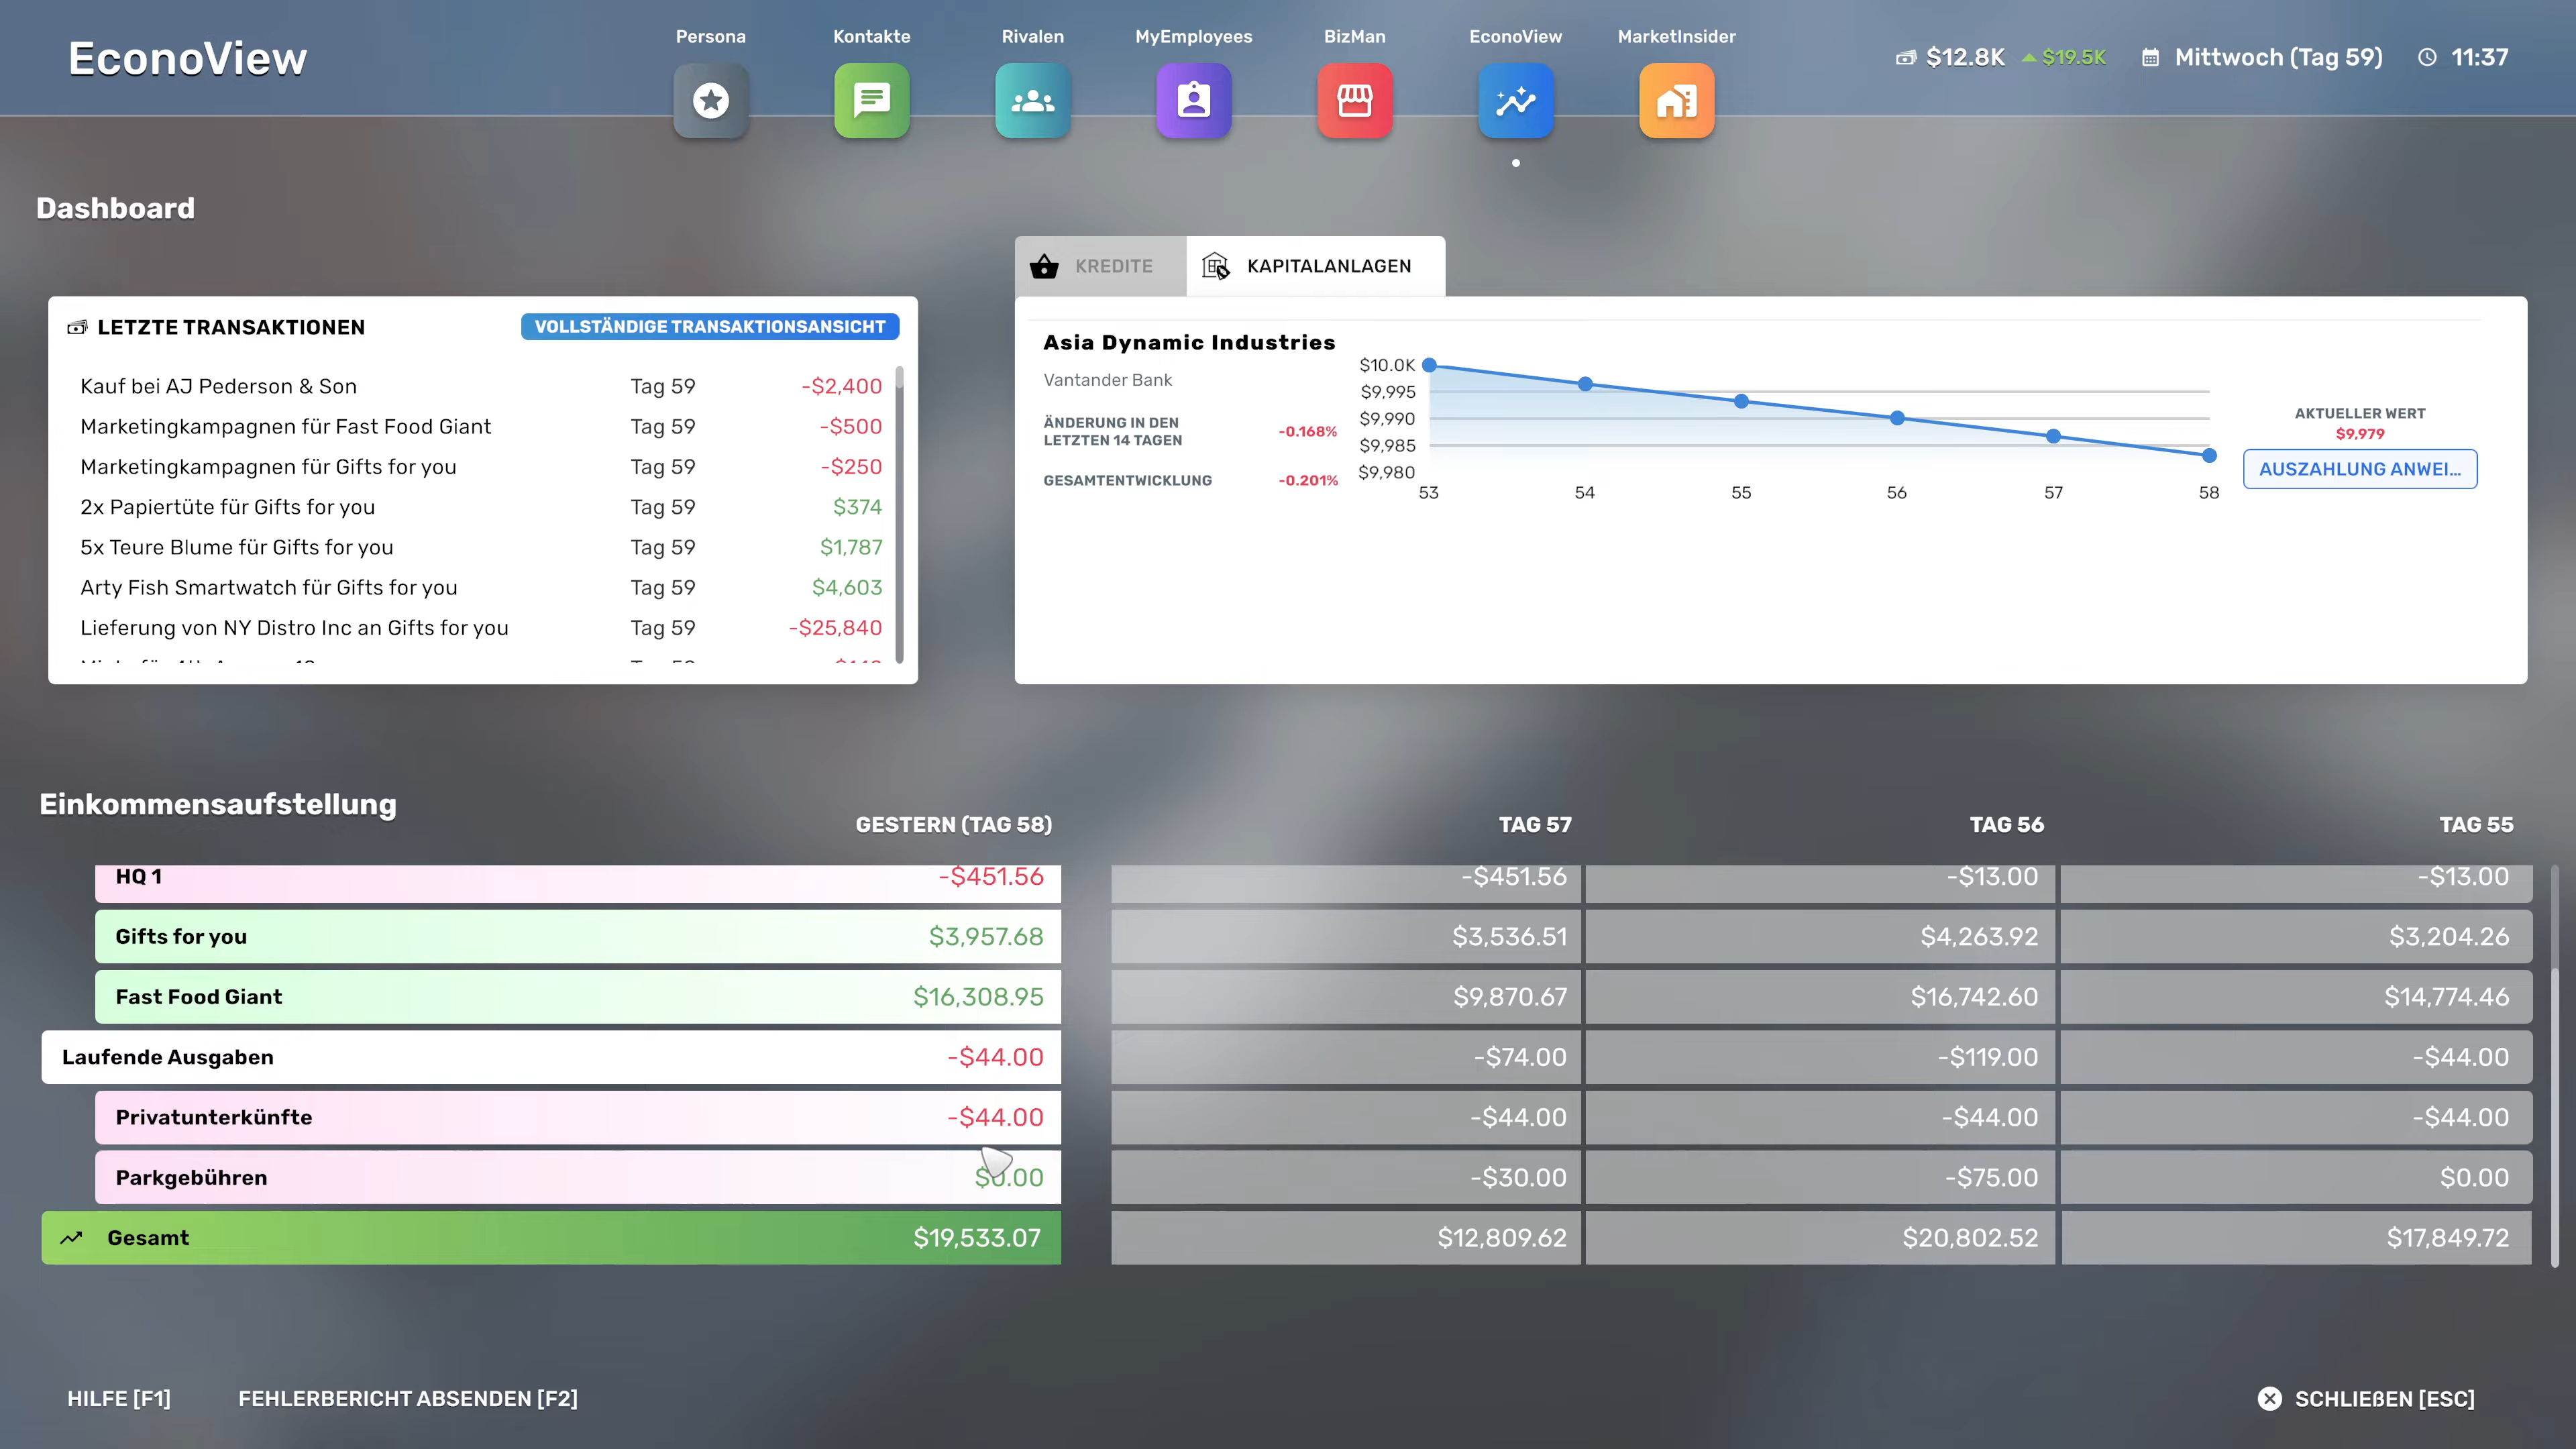 EconoView
Persona
Kontakte
Rivalen
MyEmployees
BizMan
EconoView
MarketInsider
$12.8K
$19.5K
Mittwoch (Tag 59)
11:37
Dashboard
KREDITE
KAPITALANLAGEN
LETZTE TRANSAKTIONEN
VOLLSTÄNDIGE TRANSAKTIONSANSICHT
Kauf bei AJ Pederson & Son Tag 59 -$2,400
Marketingkampagnen für Fast Food Giant Tag 59 -$500
Marketingkampagnen für Gifts for you Tag 59 -$250
2x Papiertüte für Gifts for you Tag 59 $374
5x Teure Blume für Gifts for you Tag 59 $1,787
Arty Fish Smartwatch für Gifts for you Tag 59 $4,603
Lieferung von NY Distro Inc an Gifts for you Tag 59 -$25,840
Asia Dynamic Industries
Vantander Bank
ÄNDERUNG IN DEN
LETZTEN 14 TAGEN
-0.168%
GESAMTENTWICKLUNG
-0.201%
$10.0K
$9,995
$9,990
$9,985
$9,980
53 54 55 56 57 58
AKTUELLER WERT
$9,979
AUSZAHLUNG ANWEI...
Einkommensaufstellung
GESTERN (TAG 58) TAG 57 TAG 56 TAG 55
HQ 1 -$451.56 -$451.56 -$13.00 -$13.00
Gifts for you $3,957.68 $3,536.51 $4,263.92 $3,204.26
Fast Food Giant $16,308.95 $9,870.67 $16,742.60 $14,774.46
Laufende Ausgaben -$44.00 -$74.00 -$119.00 -$44.00
Privatunterkünfte -$44.00 -$44.00 -$44.00 -$44.00
Parkgebühren $0.00 -$30.00 -$75.00 $0.00
Gesamt $19,533.07 $12,809.62 $20,802.52 $17,849.72
HILFE [F1]
FEHLERBERICHT ABSENDEN [F2]
SCHLIEßEN [ESC]